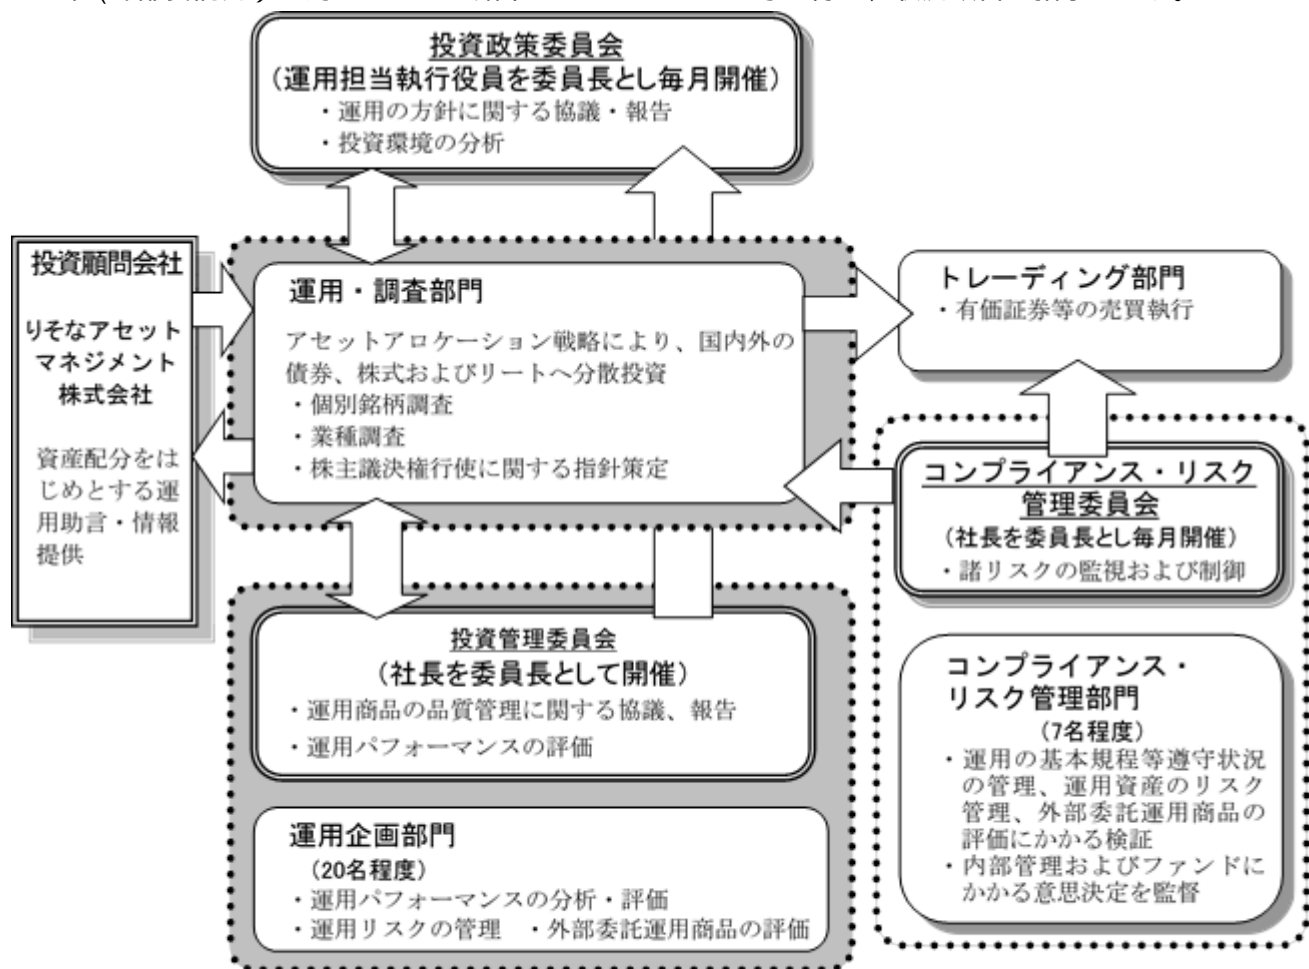 投資政策委員会
(運用担当執行役員を委員長とし毎月開催)
・運用の方針に関する協議・報告
・投資環境の分析
投資顧問会社
りそなアセット
マネジメント
株式会社
資産配分をは
じめとする運
用助言・情報
提供
運用・調査部門
アセットアロケーション戦略により、国内外の
債券、株式およびリートへ分散投資
・個別銘柄調査
・業種調査
・株主議決権行使に関する指針策定
トレーディング部門
・有価証券等の売買執行
コンプライアンス・リスク
管理委員会
(社長を委員長とし毎月開催)
・諸リスクの監視および制御
投資管理委員会
(社長を委員長として開催)
・運用商品の品質管理に関する協議、報告
・運用パフォーマンスの評価
運用企画部門
(20名程度)
・運用パフォーマンスの分析・評価
・運用リスクの管理 ・外部委託運用商品の評価
コンプライアンス・
リスク管理部門
(7名程度)
・運用の基本規程等遵守状況
の管理、運用資産のリスク
管理、外部委託運用商品の
評価にかかる検証
・内部管理およびファンドに
かかる意思決定を監督